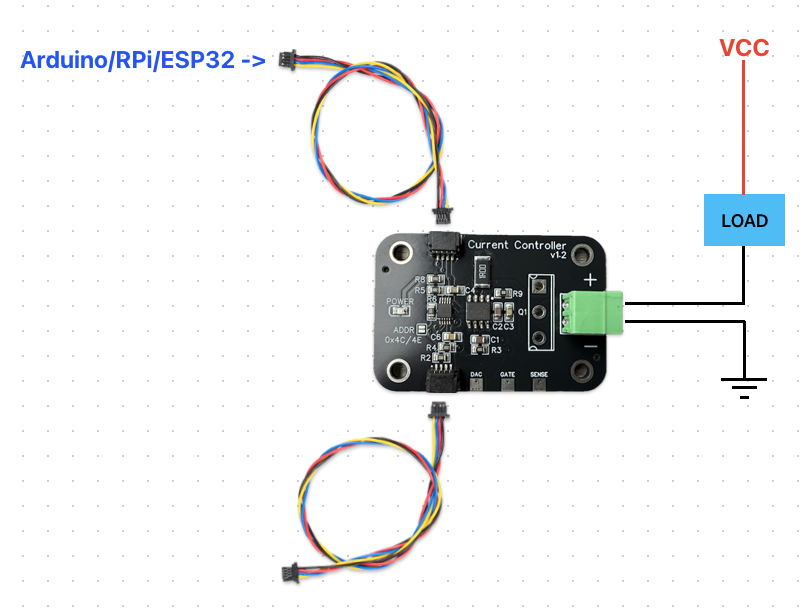 VCC
Arduino/RPi/ESP32 ->
LOAD
Current Controller
v1-2
+
R8
R5
C4
1R00
R9
POWER
R6
Q1
ADDR
0x4C/4E
C2 C3
C6
R4
R2
C1
R3
DAC
GATE
SENSE
−